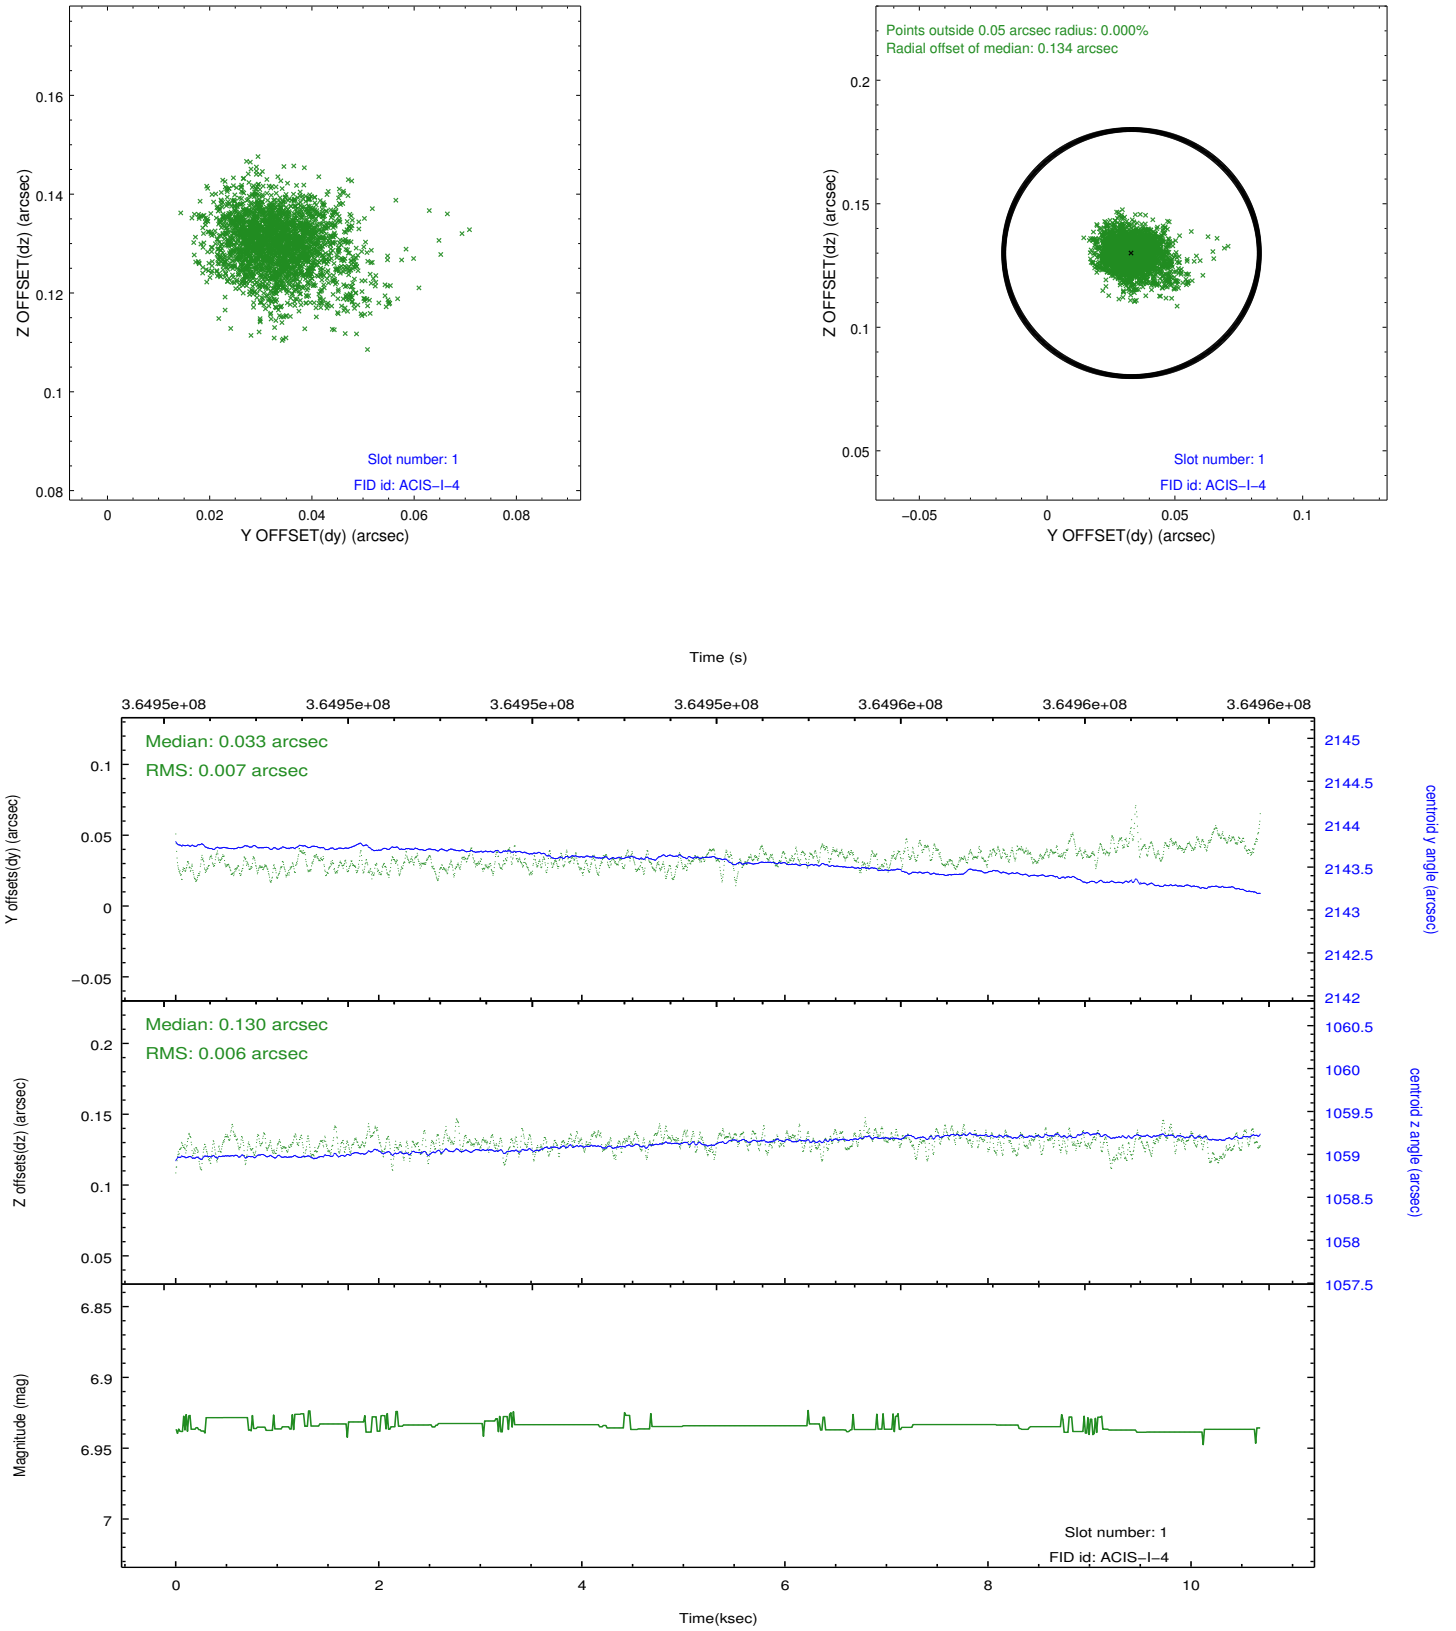 0.16
0.14
0.12
0.1
0.08
0
0.02
0.04
0.06
0.08
Z OFFSET(dz) (arcsec)
Y OFFSET(dy) (arcsec)
Slot number: 1
FID id: ACIS−I−4
Points outside 0.05 arcsec radius: 0.000%
Radial offset of median: 0.134 arcsec
0.2
0.15
0.1
0.05
−0.05
0
0.05
0.1
Z OFFSET(dz) (arcsec)
Y OFFSET(dy) (arcsec)
Slot number: 1
FID id: ACIS−I−4
Time (s)
3.6495e+08
3.6495e+08
3.6495e+08
3.6495e+08
3.6496e+08
3.6496e+08
3.6496e+08
Median: 0.033 arcsec
RMS: 0.007 arcsec
0.1
0.05
0
−0.05
Y offsets(dy) (arcsec)
2145
2144.5
2144
2143.5
2143
2142.5
2142
centroid y angle (arcsec)
Median: 0.130 arcsec
RMS: 0.006 arcsec
0.2
0.15
0.1
0.05
Z offsets(dz) (arcsec)
1060.5
1060
1059.5
1059
1058.5
1058
1057.5
centroid z angle (arcsec)
6.85
6.9
6.95
7
Magnitude (mag)
Slot number: 1
FID id: ACIS−I−4
0
2
4
6
8
10
Time(ksec)